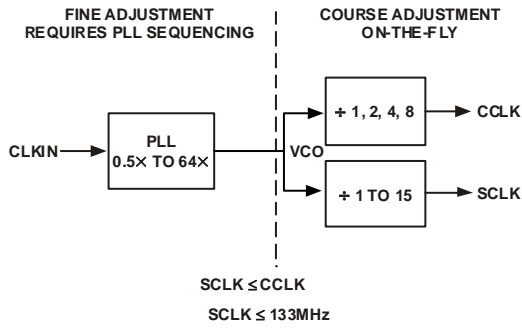 FINE ADJUSTMENT
REQUIRES PLL SEQUENCING
COURSE ADJUSTMENT
ON-THE-FLY
CLKIN
PLL
0.5× TO 64×
VCO
÷ 1, 2, 4, 8
CCLK
÷ 1 TO 15
SCLK
SCLK ≤ CCLK
SCLK ≤ 133MHz